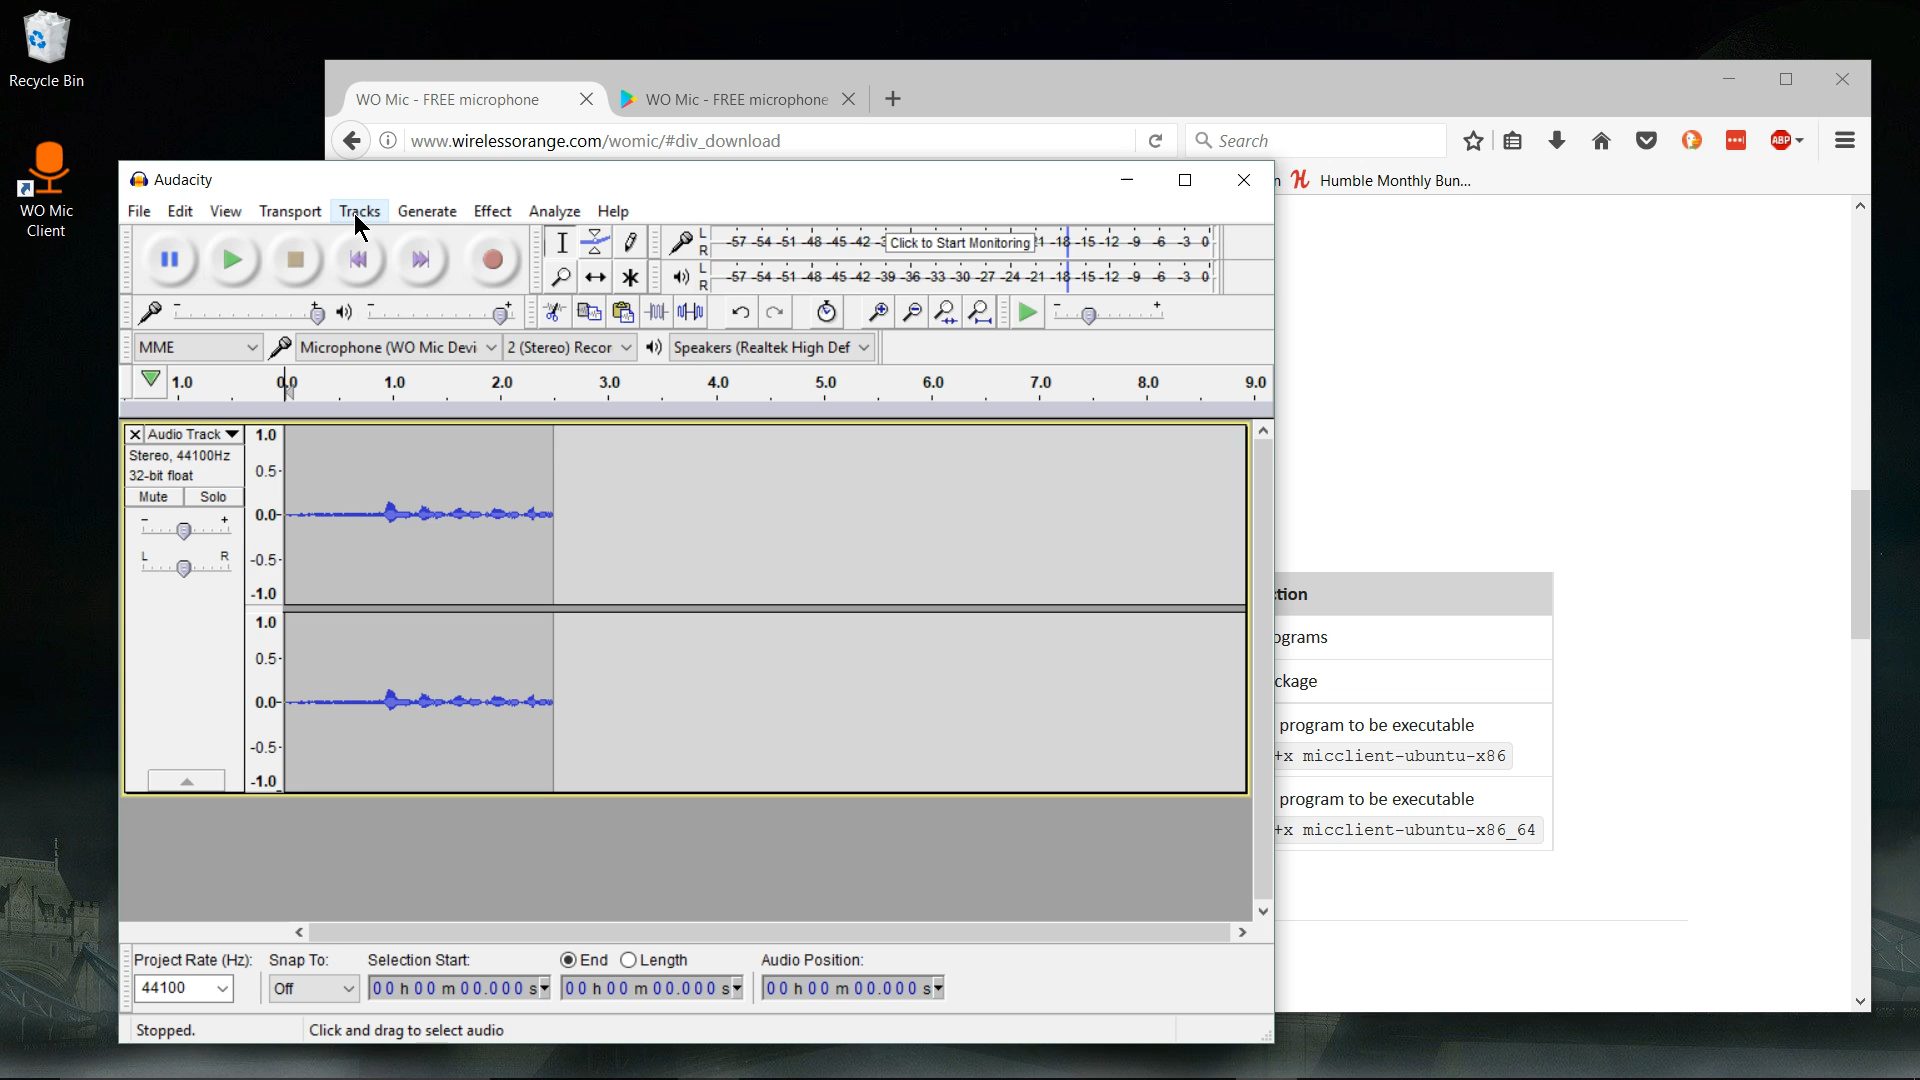 Recycle Bin
WO Mic
Client
WO Mic - FREE microphone
WO Mic - FREE microphone
www.wirelessorange.com/womic/#div_download
Search
ABP
n
Humble Monthly Bun...
Audacity
File Edit View Transport Tracks Generate Effect Analyze Help
L
R
-57 -54 -51 -48 -45 -42 -3
Click to Start Monitoring
21 -18 -15 -12 -9 -6 -3 0
L
R
-57 -54 -51 -48 -45 -42 -39 -36 -33 -30 -27 -24 -21 -18 -15 -12 -9 -6 -3 0
MME
Microphone (WO Mic Devi
2 (Stereo) Recor
Speakers (Realtek High Def
1.0 0.0 1.0 2.0 3.0 4.0 5.0 6.0 7.0 8.0 9.0
Audio Track
Stereo, 44100Hz
32-bit float
Mute Solo
- +
L R
1.0
0.5-
0.0-
-0.5-
-1.0
1.0
0.5-
0.0-
-0.5-
-1.0
ction
ograms
ckage
program to be executable
+x micclient-ubuntu-x86
program to be executable
+x micclient-ubuntu-x86_64
Project Rate (Hz): Snap To: Selection Start: End Length Audio Position:
44100 Off 00 h 00 m 00.000 s 00 h 00 m 00.000 s 00 h 00 m 00.000 s
Stopped. Click and drag to select audio